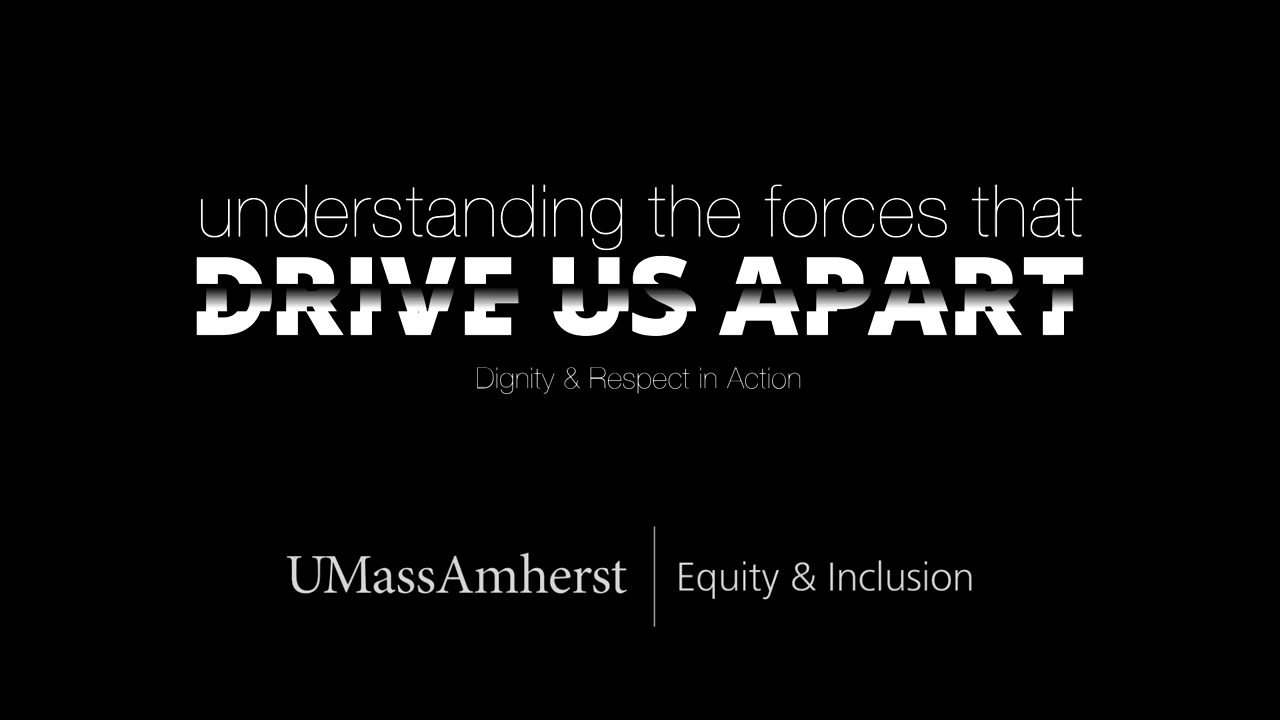 understanding the forces that
DRIVE US APART
Dignity & Respect in Action
UMassAmherst
Equity & Inclusion